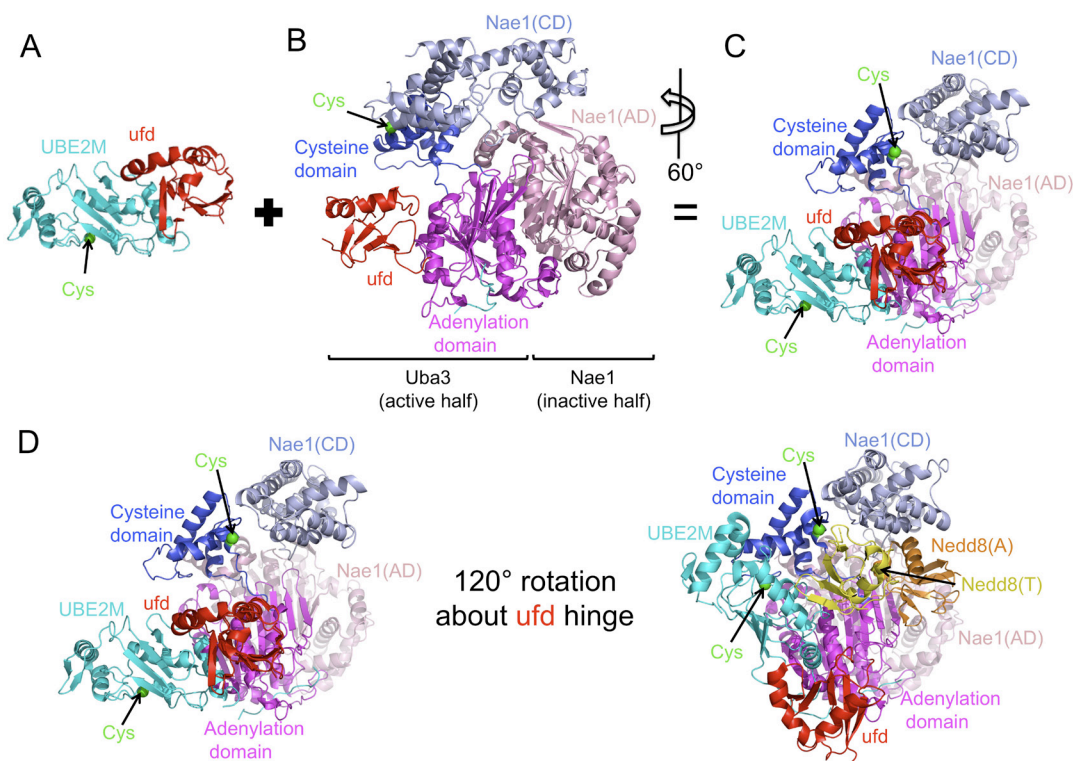 A
UBE2M
ufd
Cys
B
Nae1(CD)
Cys
Nae1(AD)
Cysteine
domain
ufd
Adenylation
domain
Uba3
(active half)
Nae1
(inactive half)
60°
C
Nae1(CD)
Cys
Cysteine
domain
Nae1(AD)
UBE2M
ufd
Cys
Adenylation
domain
D
Nae1(CD)
Cys
Cysteine
domain
Nae1(AD)
UBE2M
ufd
Cys
Adenylation
domain
120° rotation
about ufd hinge
Nae1(CD)
Cys
Cysteine
domain
UBE2M
Nedd8(A)
Nedd8(T)
Cys
Nae1(AD)
Adenylation
domain
ufd